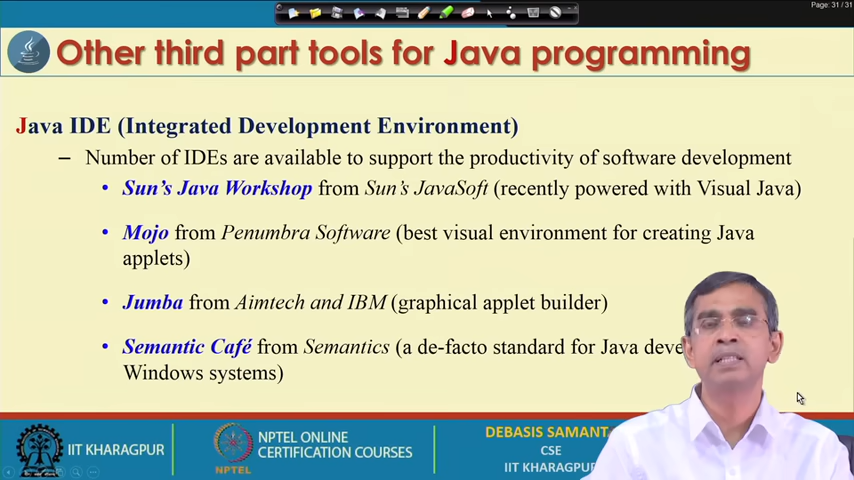 Page: 31 / 31
Other third part tools for Java programming
Java IDE (Integrated Development Environment)
– Number of IDEs are available to support the productivity of software development
• Sun's Java Workshop from Sun's JavaSoft (recently powered with Visual Java)
• Mojo from Penumbra Software (best visual environment for creating Java
applets)
• Jumba from Aimtech and IBM (graphical applet builder)
• Semantic Café from Semantics (a de-facto standard for Java
Windows systems)
IIT KHARAGPUR
NPTEL
NPTEL ONLINE
CERTIFICATION COURSES
DEBASIS SAMANT
CSE
IIT KHARAGPUR